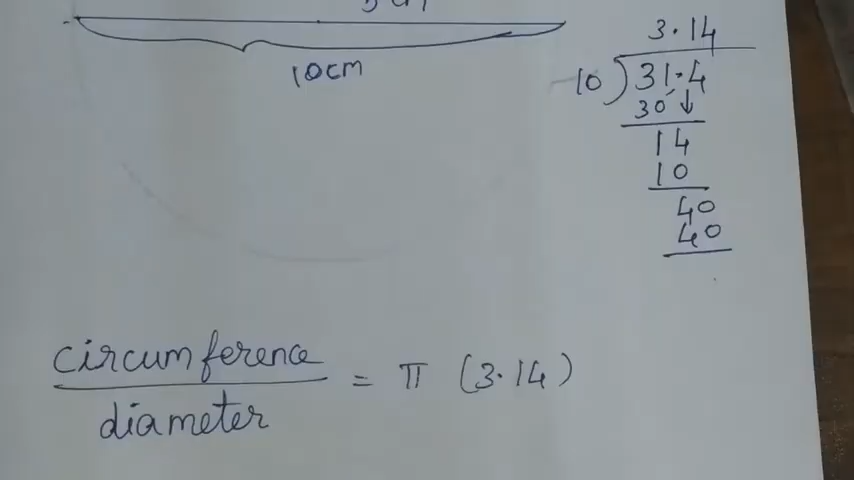 10cm
3.14
10)31.4
30 ↓
14
10
40
40
circumference
diameter
= π (3.14)